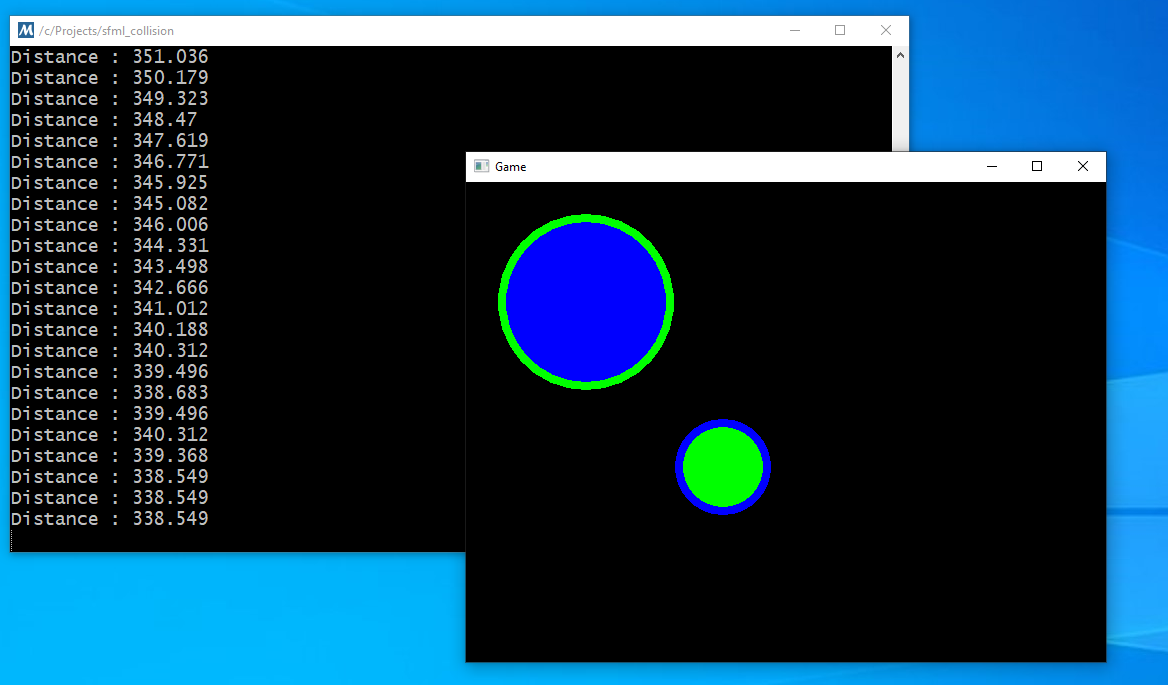 /c/Projects/sfml_collision
Distance : 351.036
Distance : 350.179
Distance : 349.323
Distance : 348.47
Distance : 347.619
Distance : 346.771
Distance : 345.925
Distance : 345.082
Distance : 346.006
Distance : 344.331
Distance : 343.498
Distance : 342.666
Distance : 341.012
Distance : 340.188
Distance : 340.312
Distance : 339.496
Distance : 338.683
Distance : 339.496
Distance : 340.312
Distance : 339.368
Distance : 338.549
Distance : 338.549
Distance : 338.549
Game